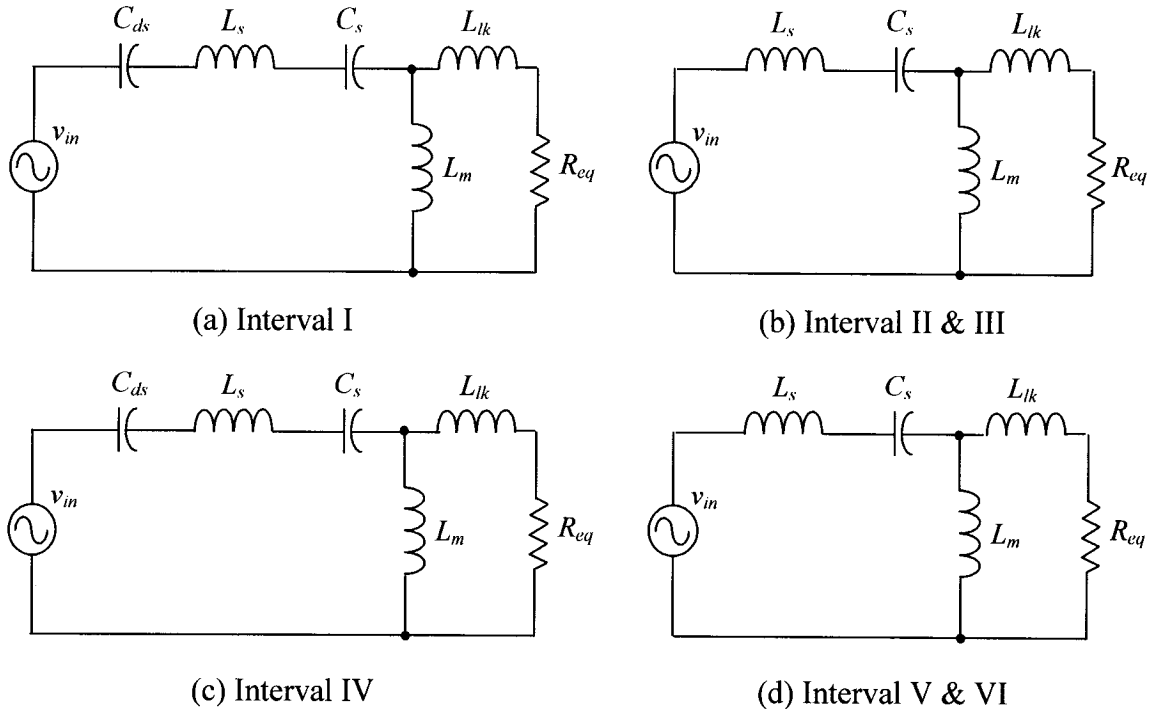 C_ds L_s C_s L_lk
v_in L_m R_eq
(a) Interval I
L_s C_s L_lk
v_in L_m R_eq
(b) Interval II & III
C_ds L_s C_s L_lk
v_in L_m R_eq
(c) Interval IV
L_s C_s L_lk
v_in L_m R_eq
(d) Interval V & VI